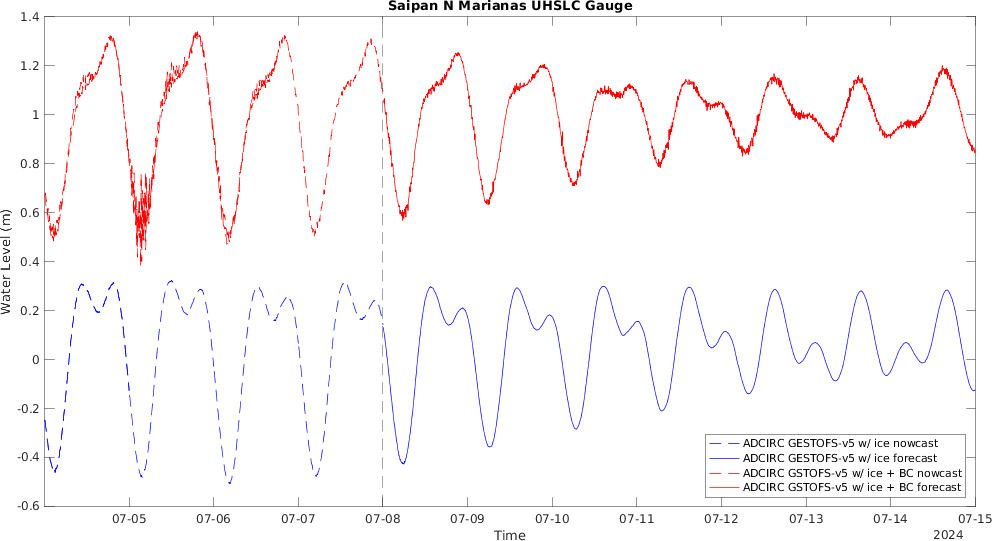 Saipan N Marianas UHSLC Gauge
1.4
1.2
1
0.8
0.6
0.4
0.2
0
-0.2
-0.4
-0.6
Water Level (m)
ADCIRC GESTOFS-v5 w/ ice nowcast
ADCIRC GESTOFS-v5 w/ ice forecast
ADCIRC GSTOFS-v5 w/ ice + BC nowcast
ADCIRC GSTOFS-v5 w/ ice + BC forecast
07-05 07-06 07-07 07-08 07-09 07-10 07-11 07-12 07-13 07-14 07-15
Time
2024